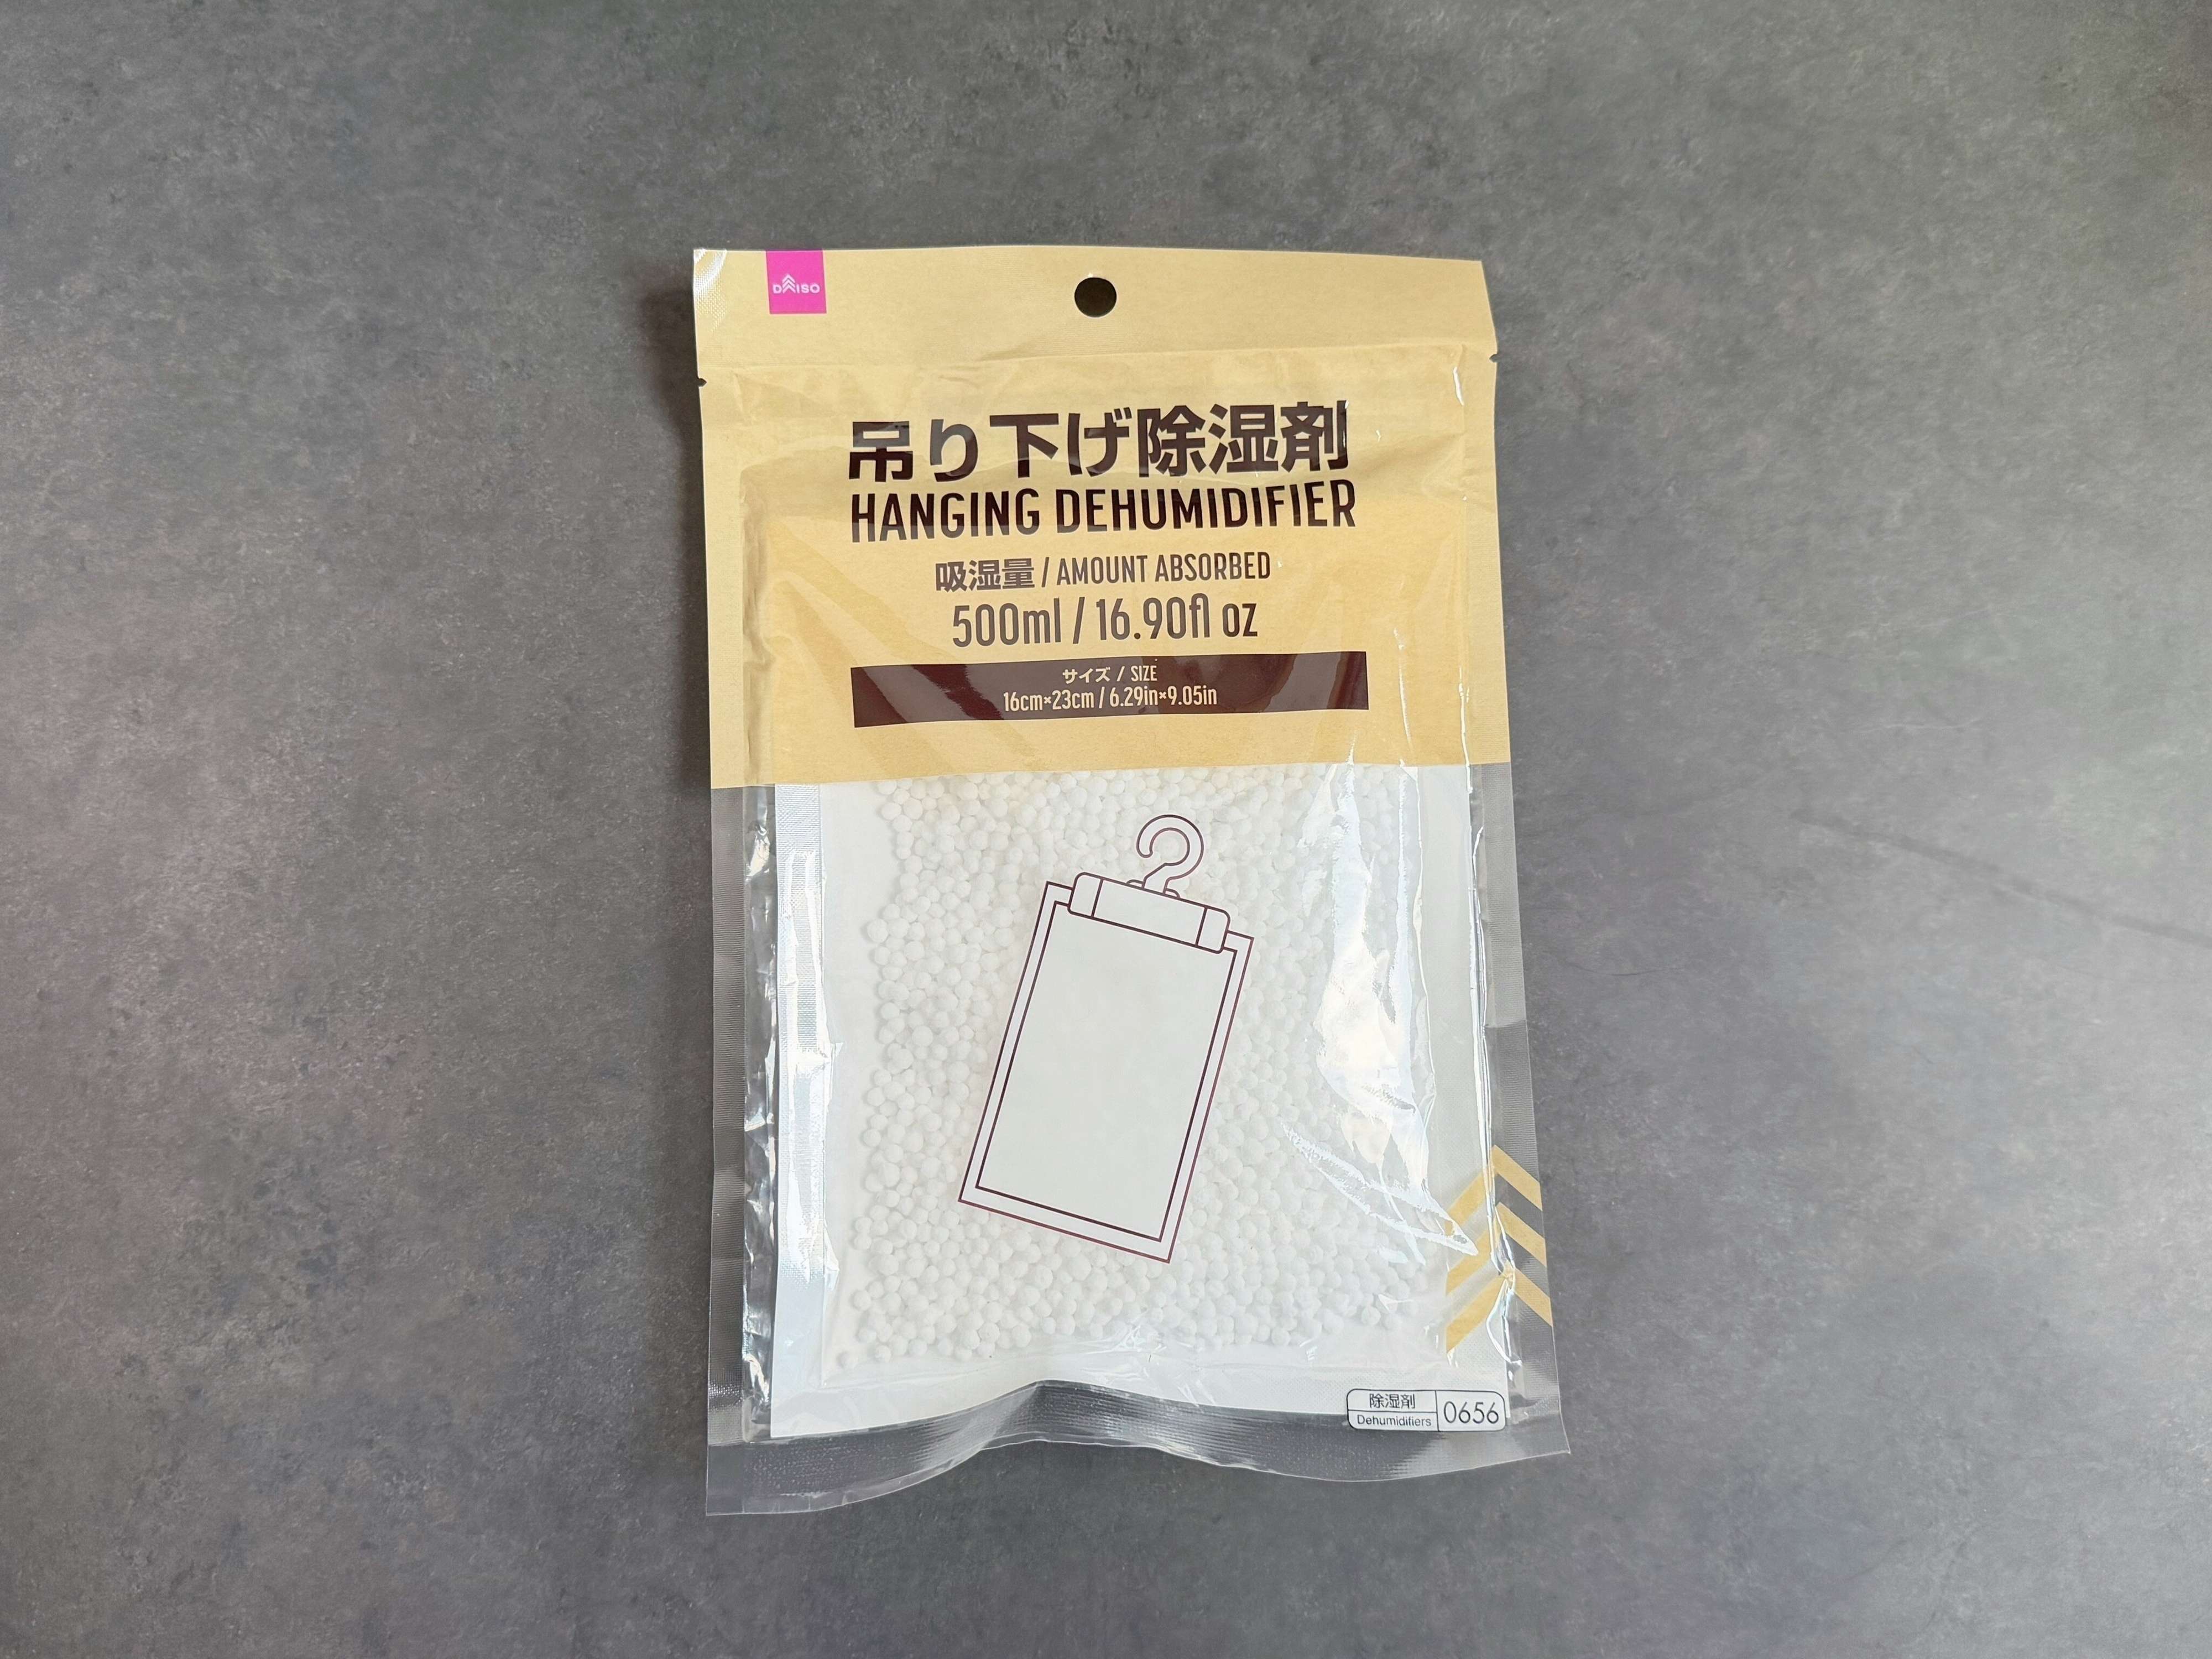 DAISO
吊り下げ除湿剤
HANGING DEHUMIDIFIER
吸湿量 / AMOUNT ABSORBED
500ml / 16.90fl oz
サイズ / SIZE
16cm×23cm / 6.29in×9.05in
除湿剤
Dehumidifiers
0656